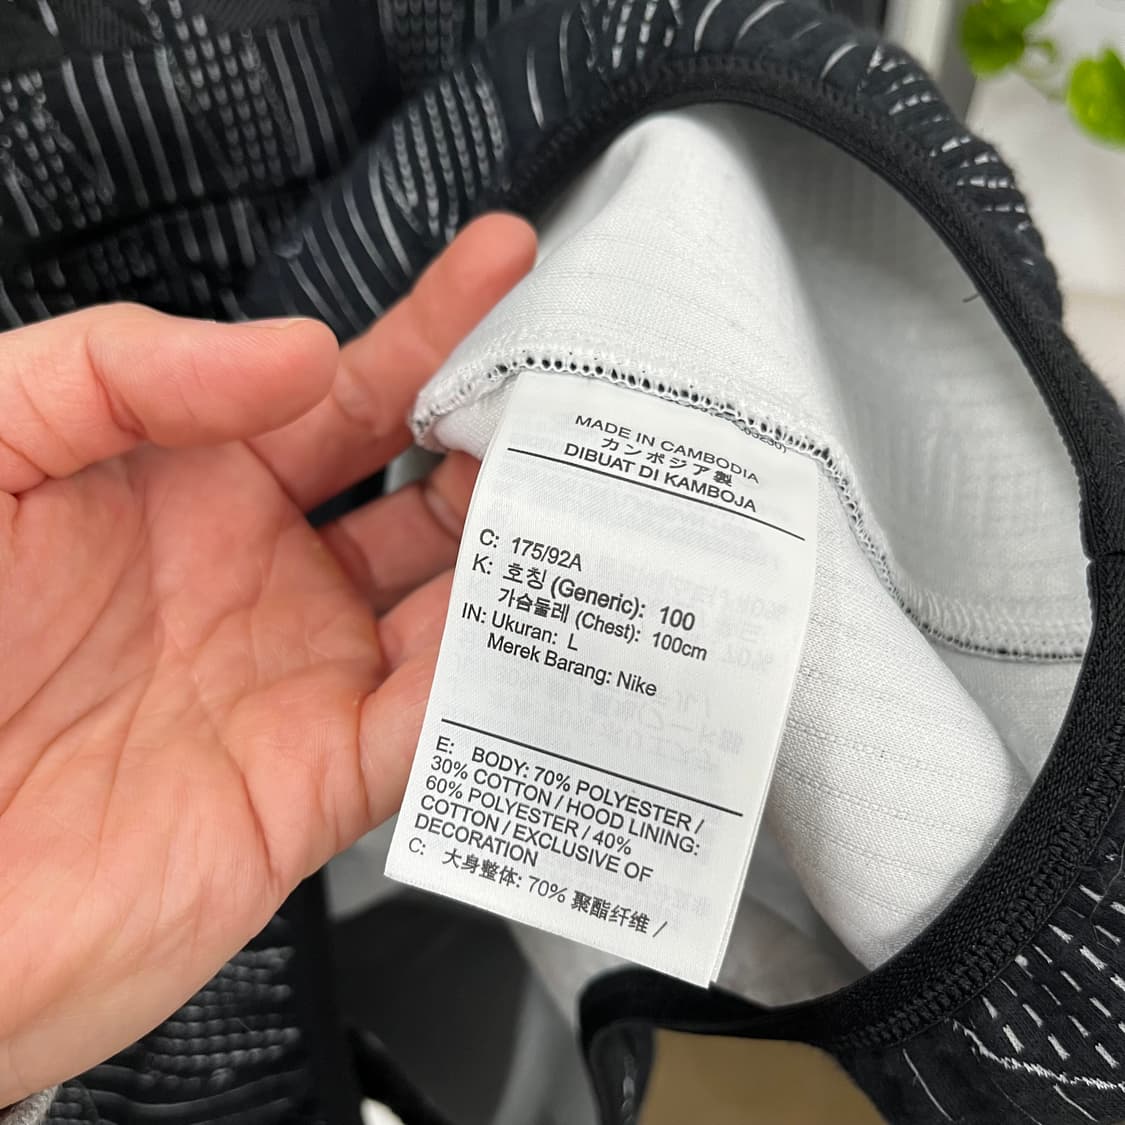 MADE IN CAMBODIA
カンボジア製
DIBUAT DI KAMBOJA
C: 175/92A
K: 호칭 (Generic): 100
가슴둘레 (Chest): 100cm
IN: Ukuran: L
Merek Barang: Nike
E: BODY: 70% POLYESTER /
30% COTTON / HOOD LINING:
60% POLYESTER / 40%
COTTON / EXCLUSIVE OF
DECORATION
C: 大身整体: 70% 聚酯纤维 /